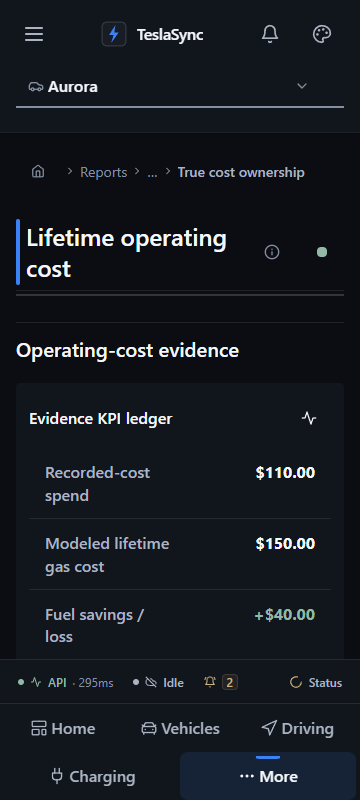 TeslaSync
Aurora
Reports ... True cost ownership
Lifetime operating
cost
Operating-cost evidence
Evidence KPI ledger
Recorded-cost
spend
$110.00
Modeled lifetime
gas cost
$150.00
Fuel savings /
loss
+$40.00
API · 295ms Idle 2 Status
Home Vehicles Driving
Charging More